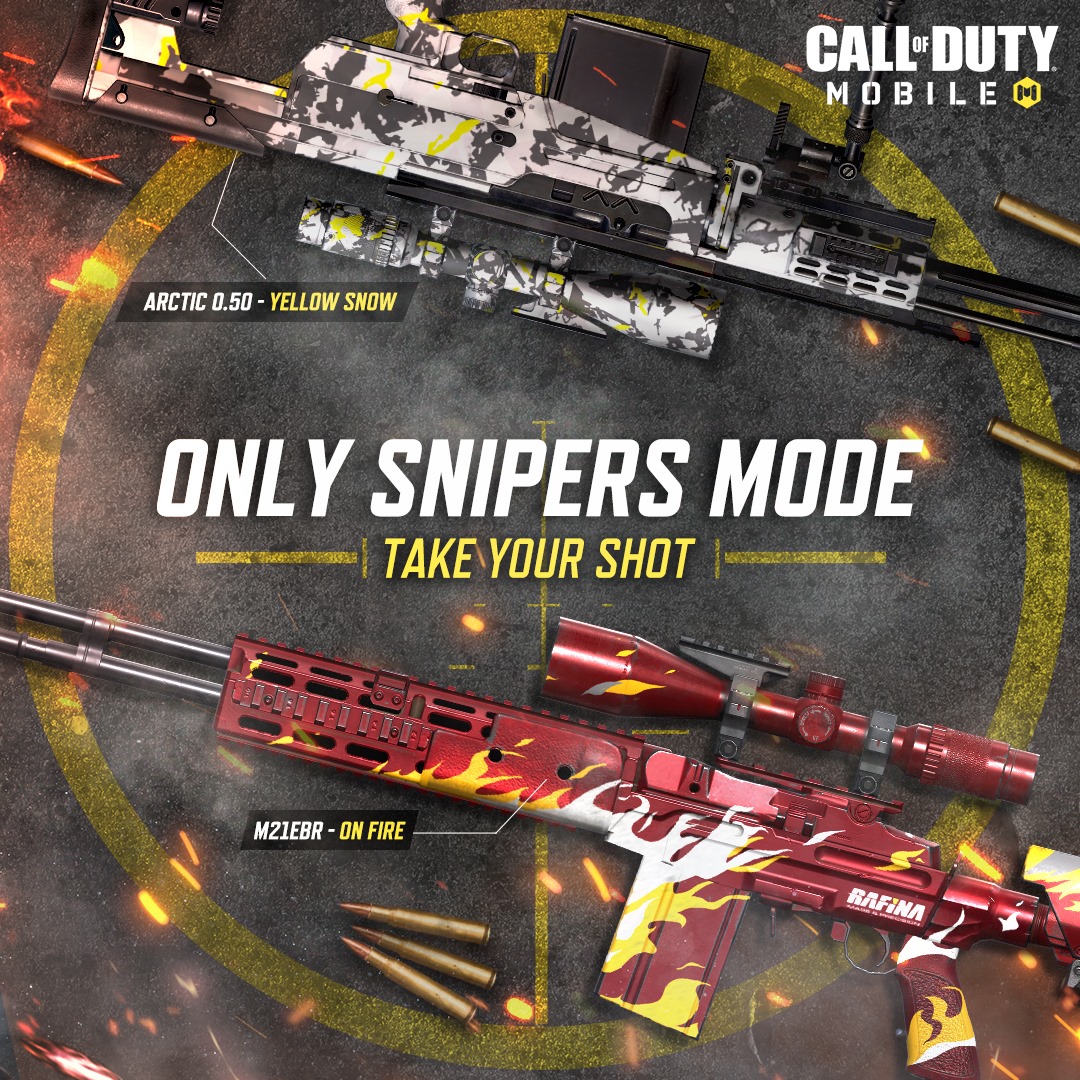 CALL OF DUTY
MOBILE
ARCTIC 0.50 - YELLOW SNOW
ONLY SNIPERS MODE
TAKE YOUR SHOT
M21EBR - ON FIRE
RAFINA